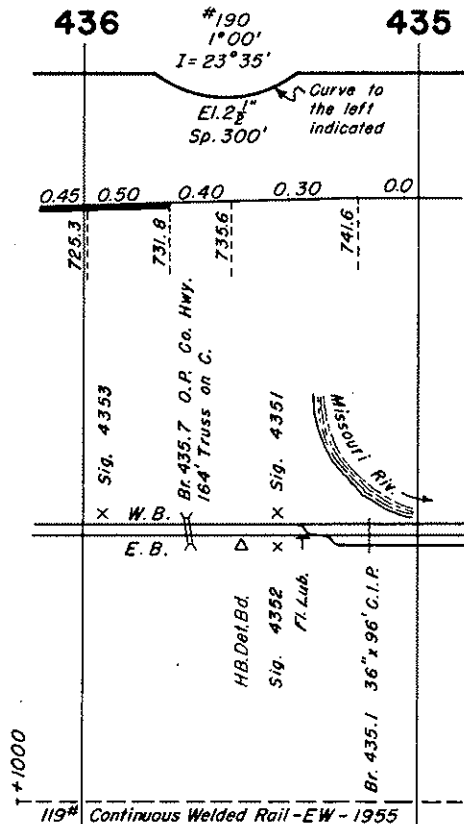 436
435
#190
1°00'
I = 23°35'
El. 2½"
Sp. 300'
Curve to
the left
indicated
0.45 0.50 0.40 0.30 0.0
725.3
731.8
735.6
741.6
Sig. 4353
Br. 435.7 O.P. Co. Hwy.
164' Truss on C.
Sig. 4351
Missouri Riv.
W.B.
E.B.
HB.Det.Bd.
Sig. 4352
Fl. Lub.
Br. 435.1 36" x 96' C.I.P.
+1000
119# Continuous Welded Rail - EW - 1955